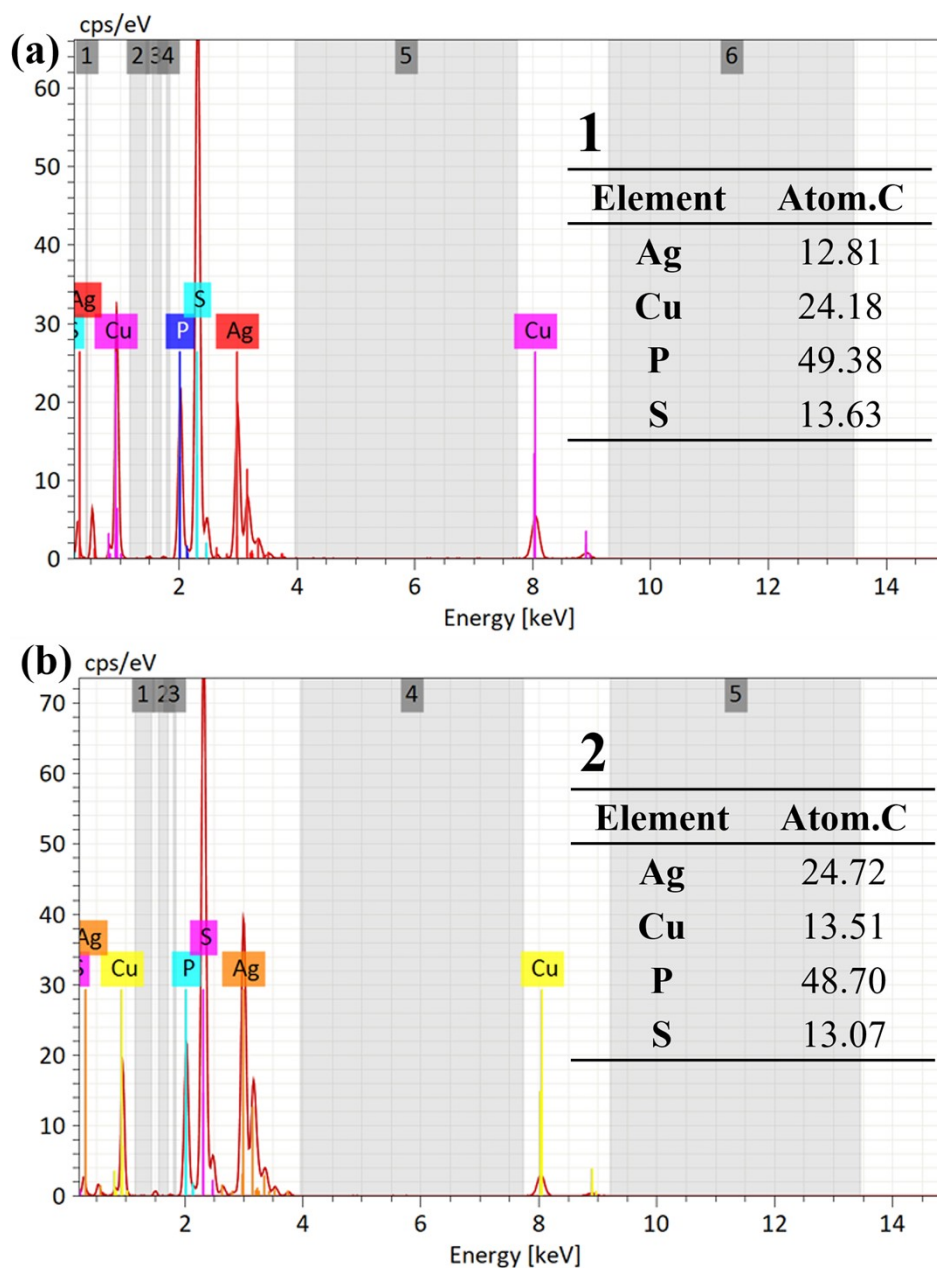 (a) cps/eV
1 2 3 4 5 6
60
50
40
30
20
10
0
Ag
S
Cu
P
S
Ag
Cu
2 4 6 8 10 12 14
Energy [keV]
1
Element Atom.C
Ag 12.81
Cu 24.18
P 49.38
S 13.63
(b) cps/eV
1 2 3 4 5
70
60
50
40
30
20
10
0
Ag
S
Cu
P
S
Ag
Cu
2 4 6 8 10 12 14
Energy [keV]
2
Element Atom.C
Ag 24.72
Cu 13.51
P 48.70
S 13.07